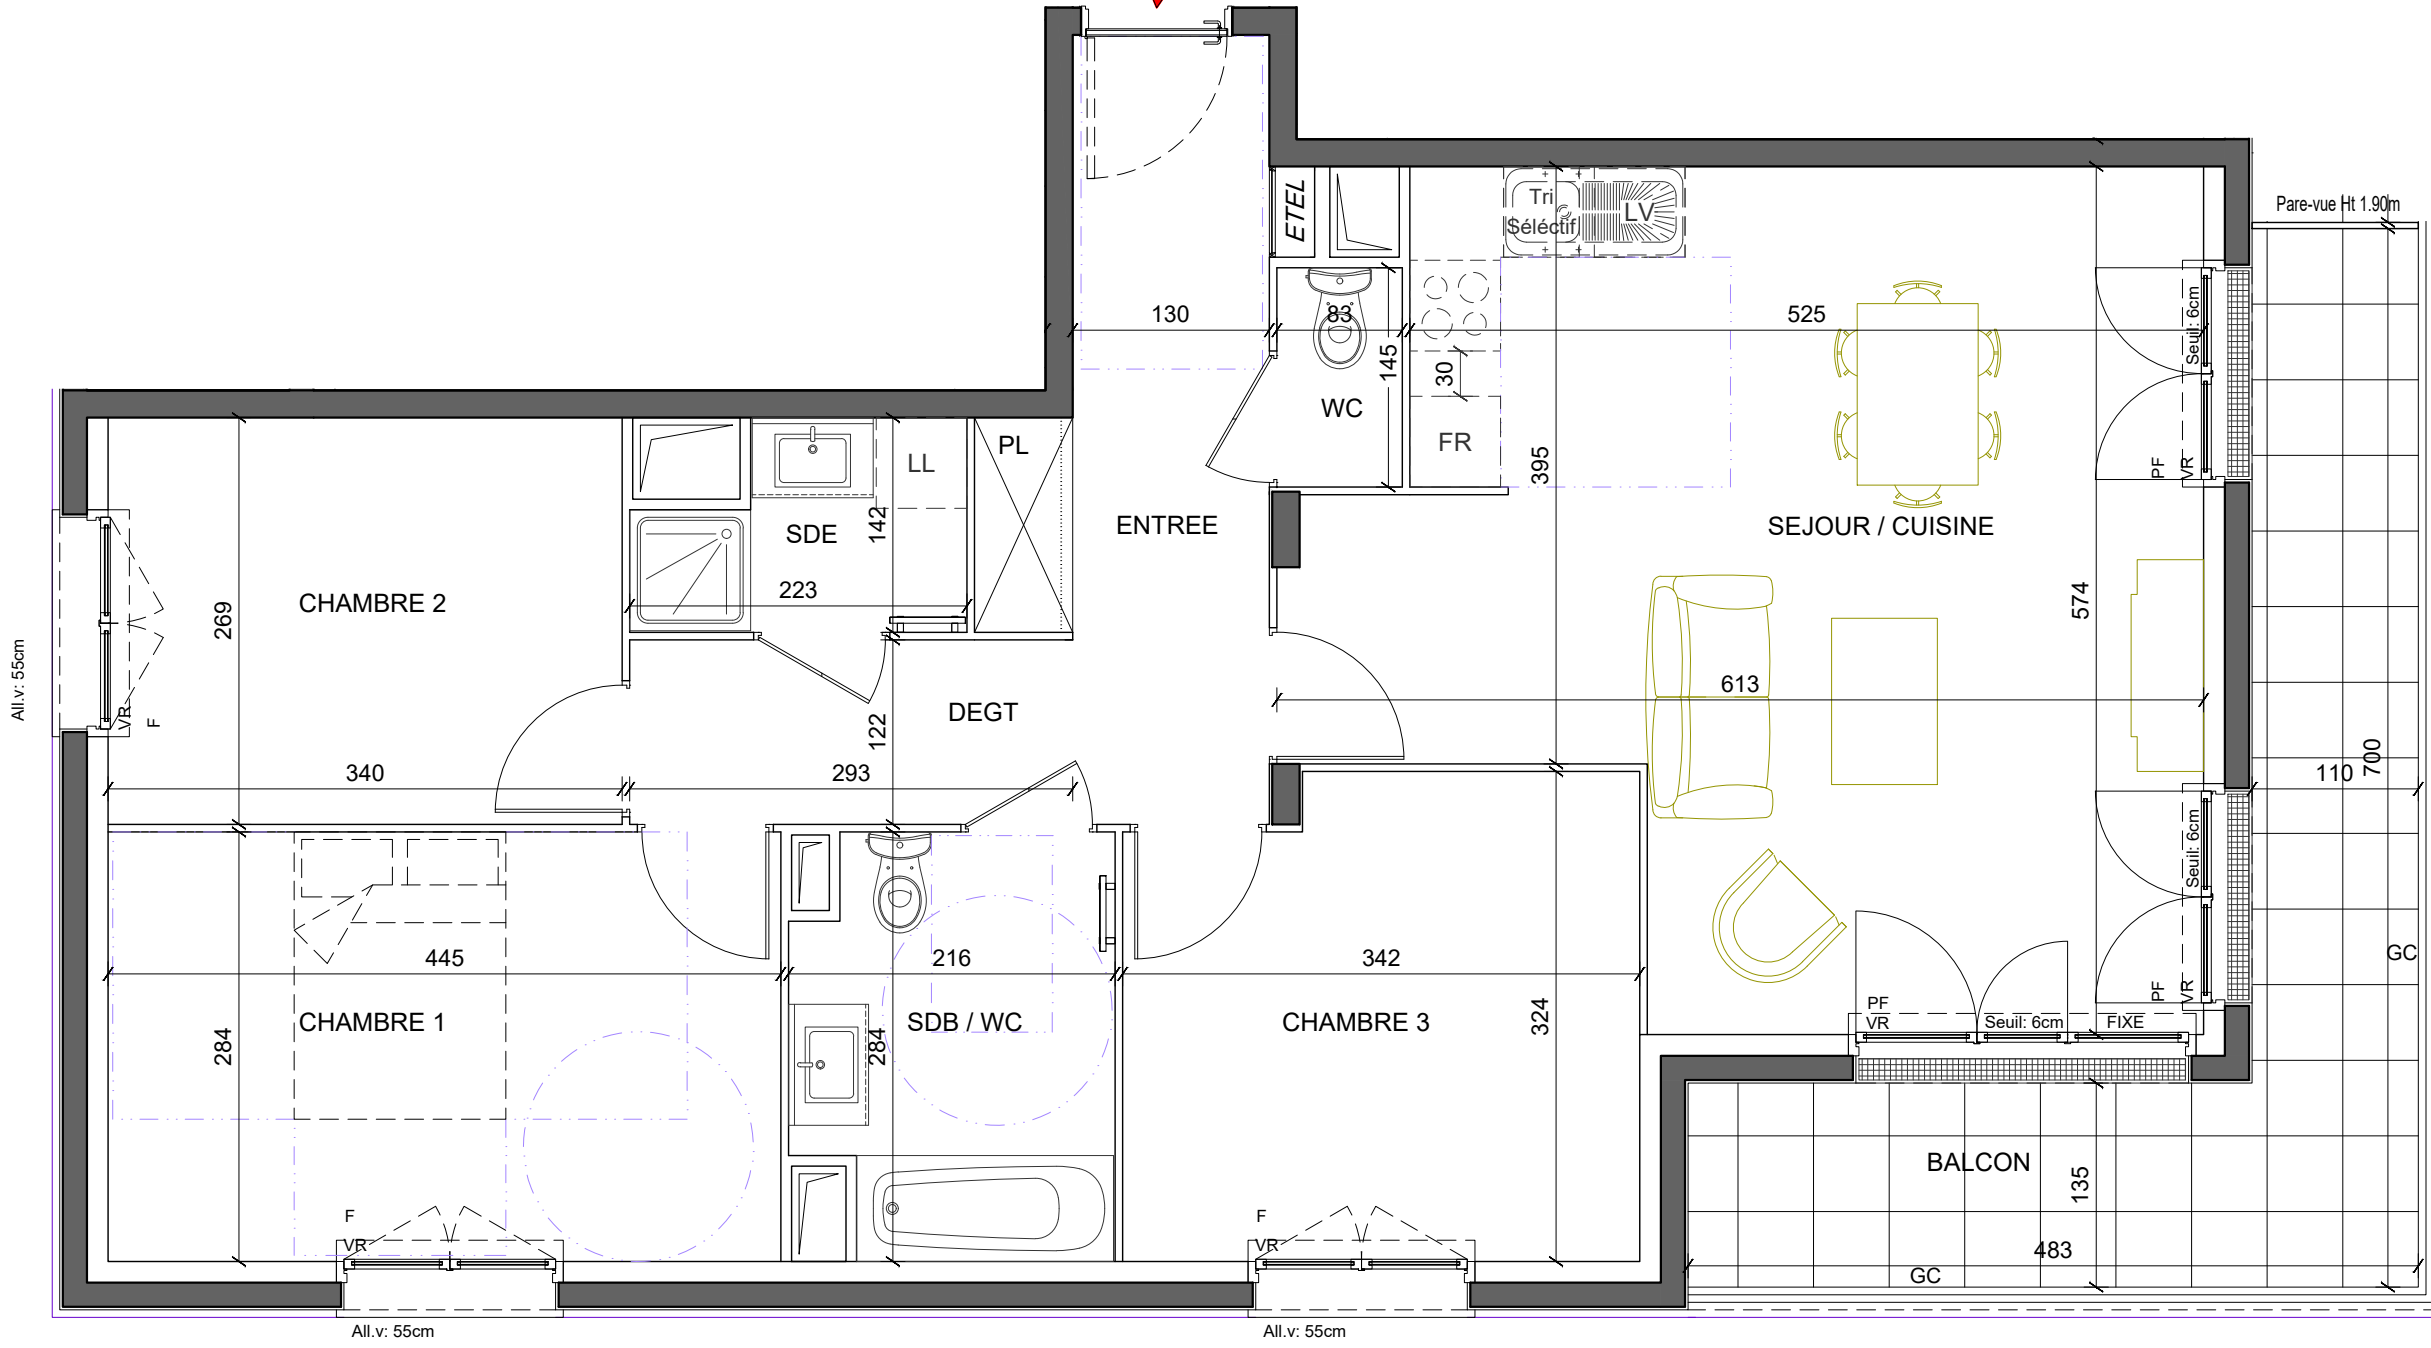 Pare-vue Ht 1.90m
ETEL
Tri
Séléctif
LV
130
83
525
145
30
FR
WC
Seuil: 6cm
PF
VR
PL
LL
SDE
142
223
395
ENTREE
SEJOUR / CUISINE
CHAMBRE 2
269
574
All.v: 55cm
VR
F
DEGT
122
613
340
293
110
700
Seuil: 6cm
PF
VR
GC
445
216
342
CHAMBRE 1
284
SDB / WC
284
CHAMBRE 3
324
PF
VR
Seuil: 6cm
FIXE
BALCON
135
483
GC
F
VR
F
VR
All.v: 55cm
All.v: 55cm